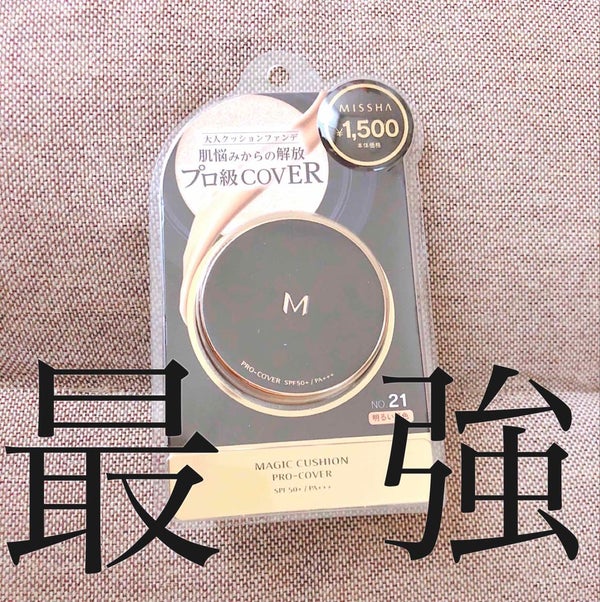 MISSHA
¥1,500
本体価格
大人クッションファンデ
肌悩みからの解放
プロ級COVER
M
PRO-COVER SPF50+/PA+++
NO.21
明るい
色
MAGIC CUSHION
PRO-COVER
SPF50+/PA+++
最強